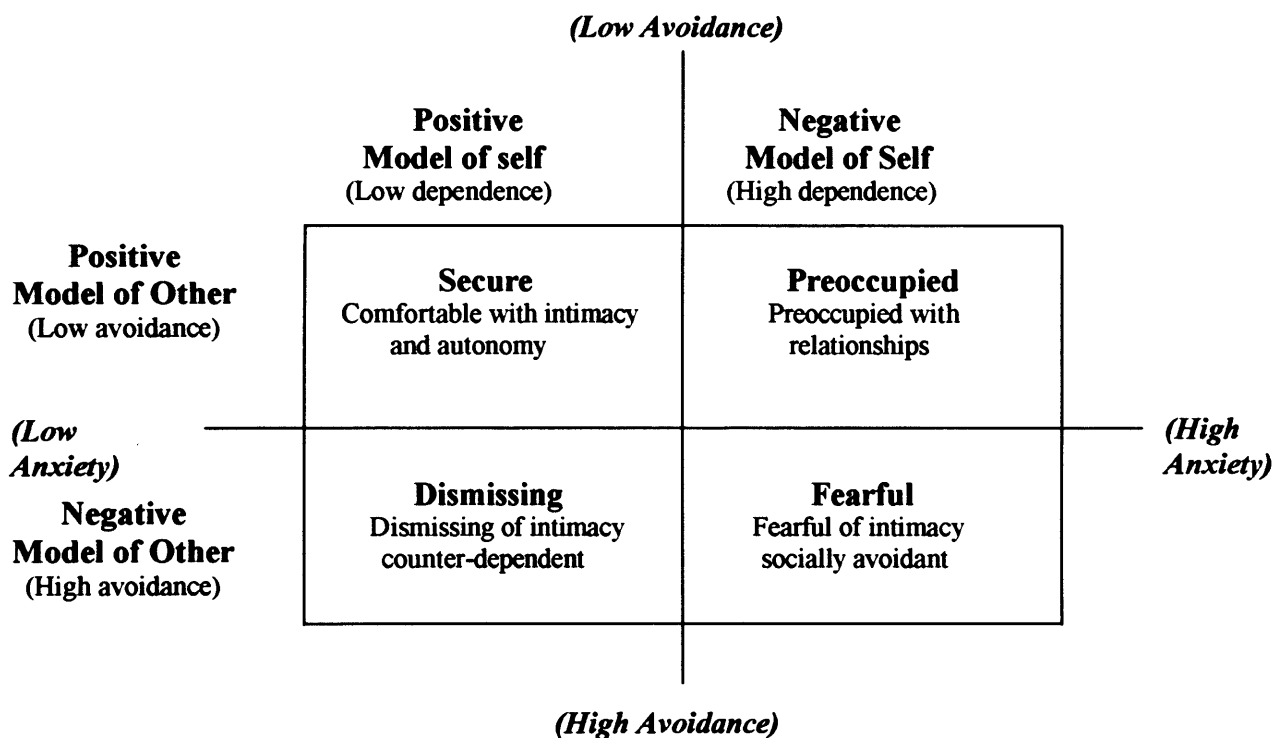 (Low Avoidance)
Positive
Model of self
(Low dependence)
Negative
Model of Self
(High dependence)
Positive
Model of Other
(Low avoidance)
Secure
Comfortable with intimacy
and autonomy
Preoccupied
Preoccupied with
relationships
(Low
Anxiety)
(High
Anxiety)
Negative
Model of Other
(High avoidance)
Dismissing
Dismissing of intimacy
counter-dependent
Fearful
Fearful of intimacy
socially avoidant
(High Avoidance)